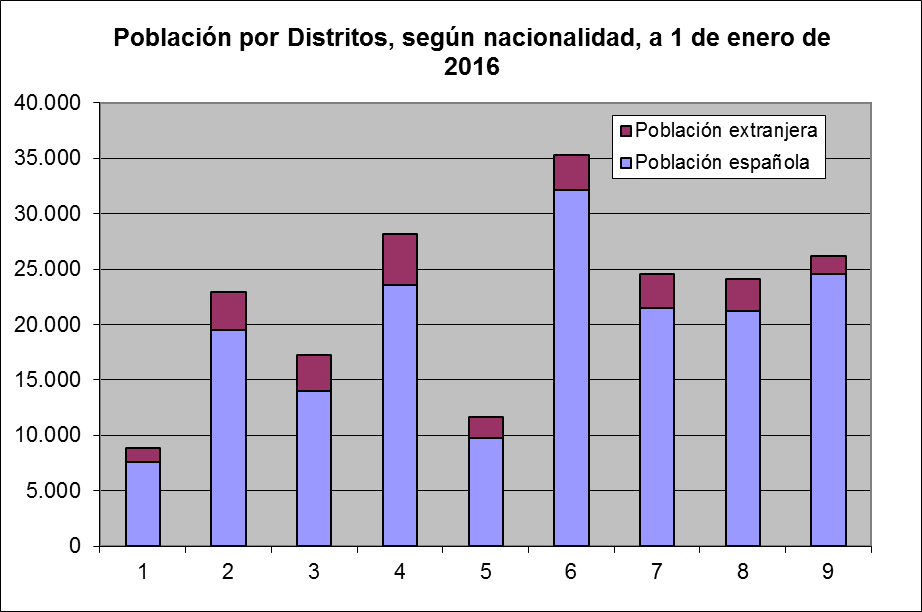 Población por Distritos, según nacionalidad, a 1 de enero de
2016
40.000
35.000
30.000
25.000
20.000
15.000
10.000
5.000
0
Población extranjera
Población española
1 2 3 4 5 6 7 8 9